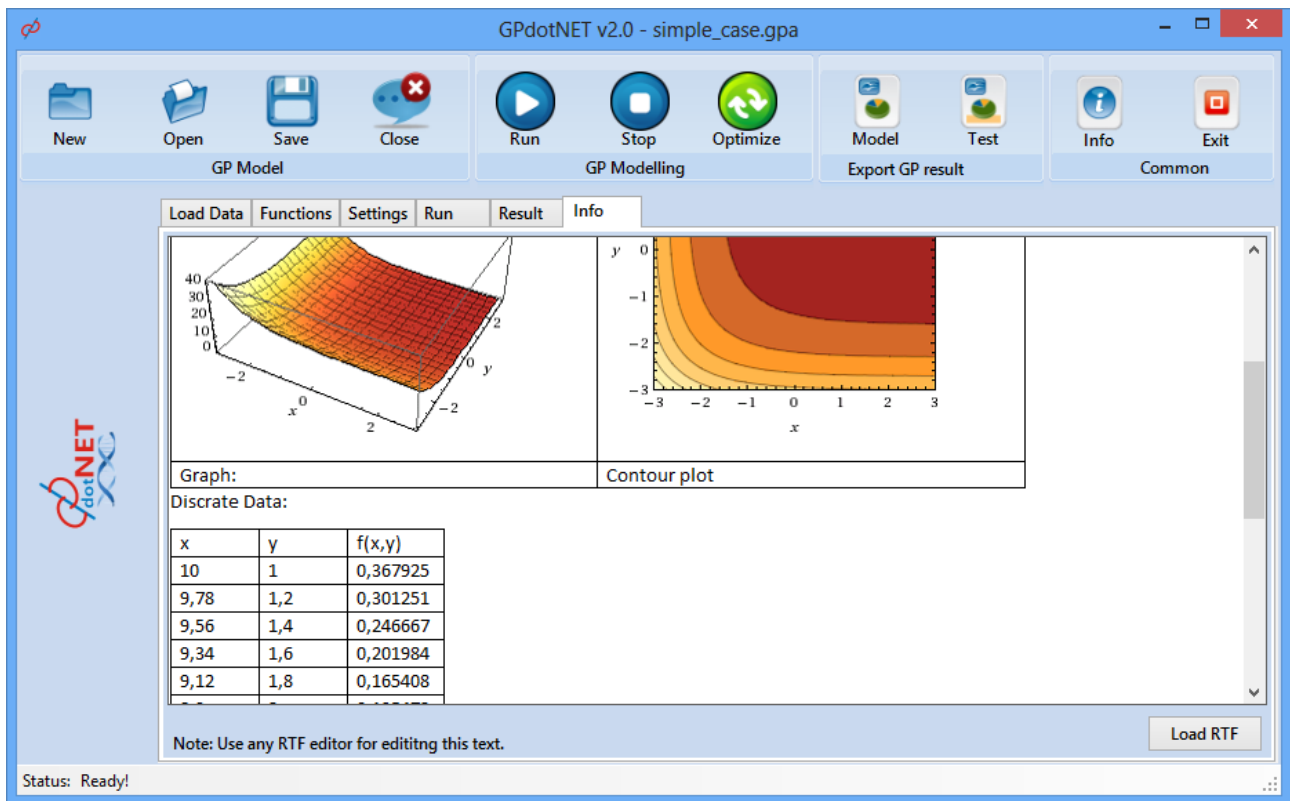 GPdotNET v2.0 - simple_case.gpa
New Open Save Close Run Stop Optimize Model Test Info Exit
GP Model GP Modelling Export GP result Common
Load Data Functions Settings Run Result Info
40
30
20
10
0
−2
0
x
2
2
0
y
−2
y 0
−1
−2
−3
−3 −2 −1 0 1 2 3
x
Graph: Contour plot
Discrete Data:
x y f(x,y)
10 1 0,367925
9,78 1,2 0,301251
9,56 1,4 0,246667
9,34 1,6 0,201984
9,12 1,8 0,165408
dotNET
Note: Use any RTF editor for edititng this text.
Load RTF
Status: Ready!